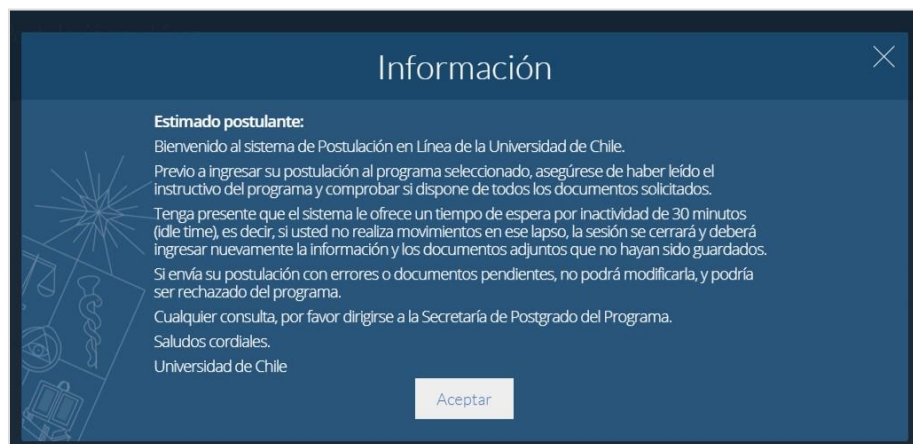 Información
Estimado postulante:
Bienvenido al sistema de Postulación en Línea de la Universidad de Chile.
Previo a ingresar su postulación al programa seleccionado, asegúrese de haber leído el
instructivo del programa y comprobar si dispone de todos los documentos solicitados.
Tenga presente que el sistema le ofrece un tiempo de espera por inactividad de 30 minutos
(idle time), es decir, si usted no realiza movimientos en ese lapso, la sesión se cerrará y deberá
ingresar nuevamente la información y los documentos adjuntos que no hayan sido guardados.
Si envía su postulación con errores o documentos pendientes, no podrá modificarla, y podría
ser rechazado del programa.
Cualquier consulta, por favor dirigirse a la Secretaría de Postgrado del Programa.
Saludos cordiales.
Universidad de Chile
Aceptar